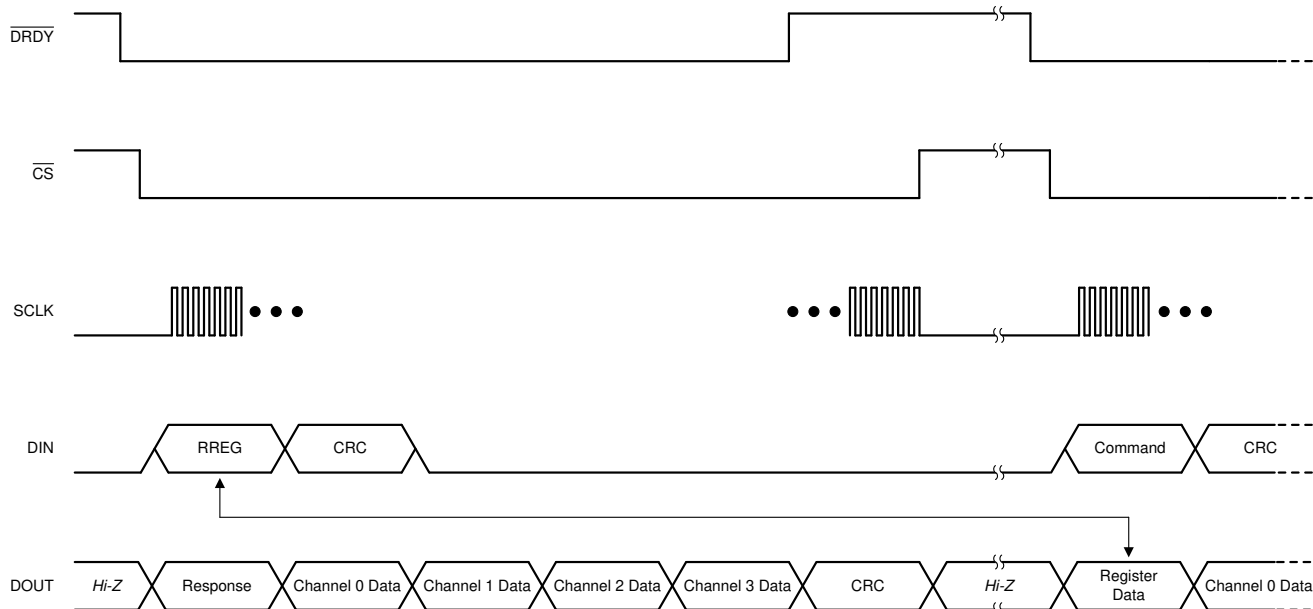 DRDY
CS
SCLK
DIN
RREG
CRC
Command
CRC
DOUT
Hi-Z
Response
Channel 0 Data
Channel 1 Data
Channel 2 Data
Channel 3 Data
CRC
Hi-Z
Register
Data
Channel 0 Data